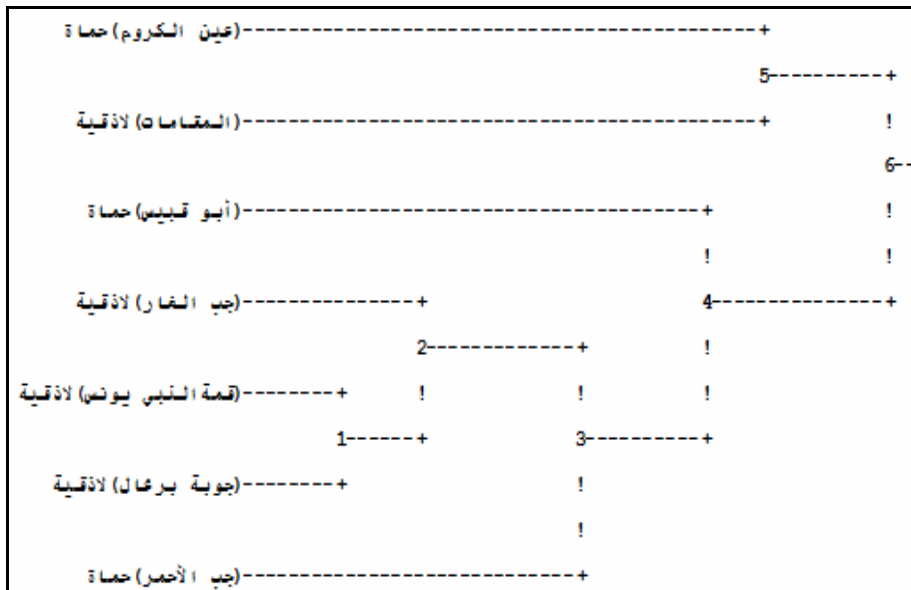 حماة (عين الكروم)
5
لاذقية (المقامات)
6
حماة (أبو قبيس)
لاذقية (جب الغار)
4
2
لاذقية (قمة النبي يونس)
1
3
لاذقية (جوبة برغال)
حماة (جب الأحمر)